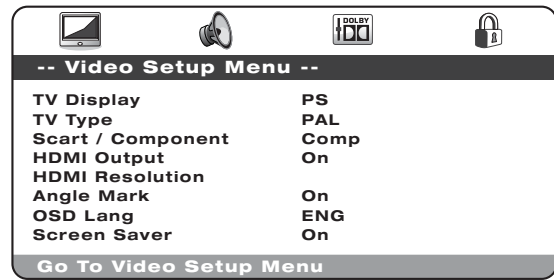 DOLBY
-- Video Setup Menu --
TV Display PS
TV Type PAL
Scart / Component Comp
HDMI Output On
HDMI Resolution
Angle Mark On
OSD Lang ENG
Screen Saver On
Go To Video Setup Menu